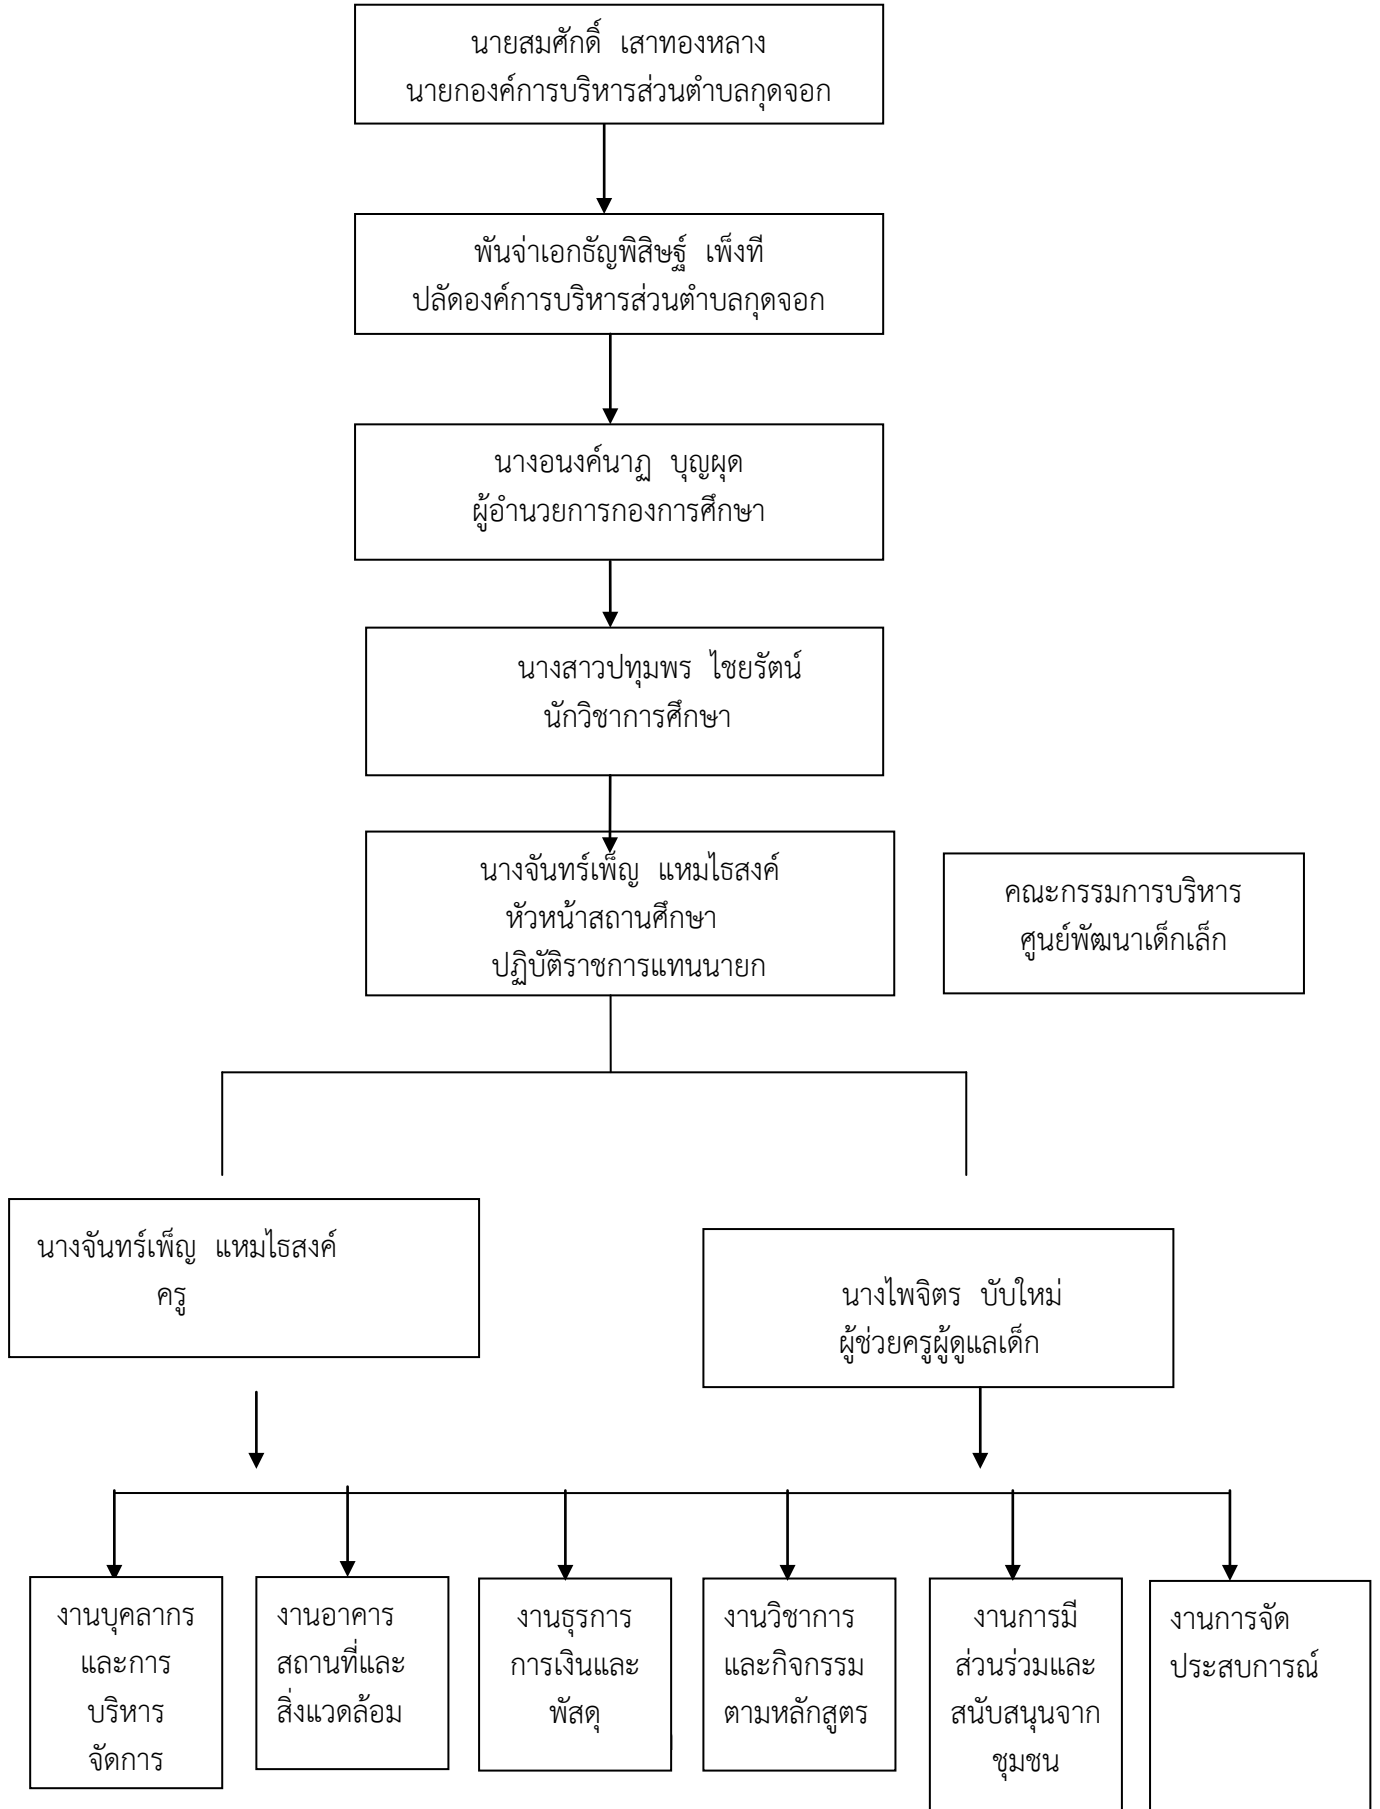 นายสมศักดิ์ เสาทองหลาง
นายกองค์การบริหารส่วนตำบลกุดจอก
พันจ่าเอกธัญพิสิษฐ์ เพ็งที
ปลัดองค์การบริหารส่วนตำบลกุดจอก
นางอนงค์นาฏ บุญผุด
ผู้อำนวยการกองการศึกษา
นางสาวปทุมพร ไชยรัตน์
นักวิชาการศึกษา
นางจันทร์เพ็ญ แหมไธสงค์
หัวหน้าสถานศึกษา
ปฏิบัติราชการแทนนายก
คณะกรรมการบริหาร
ศูนย์พัฒนาเด็กเล็ก
นางจันทร์เพ็ญ แหมไธสงค์
ครู
นางไพจิตร บับใหม่
ผู้ช่วยครูผู้ดูแลเด็ก
งานบุคลากร
และการ
บริหาร
จัดการ
งานอาคาร
สถานที่และ
สิ่งแวดล้อม
งานธุรการ
การเงินและ
พัสดุ
งานวิชาการ
และกิจกรรม
ตามหลักสูตร
งานการมี
ส่วนร่วมและ
สนับสนุนจาก
ชุมชน
งานการจัด
ประสบการณ์